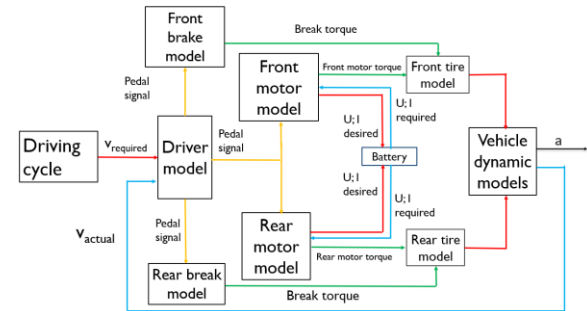 Front
brake
model
Break torque
Pedal
signal
Front
motor
model
Front motor torque
Front tire
model
U; I
desired
U; I
required
Driving
cycle
v required
Driver
model
Pedal
signal
Battery
Vehicle
dynamic
models
a
U; I
desired
U; I
required
v actual
Pedal
signal
Rear
motor
model
Rear motor torque
Rear tire
model
Rear break
model
Break torque